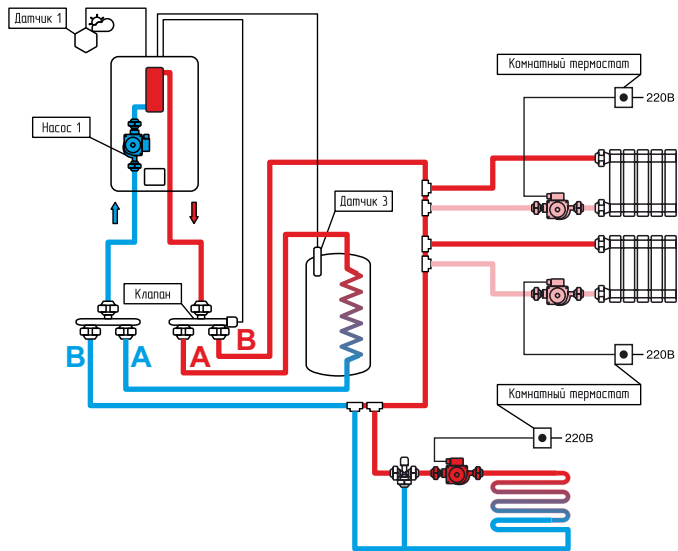 Датчик 1
Комнатный термостат
220В
Насос 1
Датчик 3
Клапан
B
A
A
B
220В
Комнатный термостат
220В